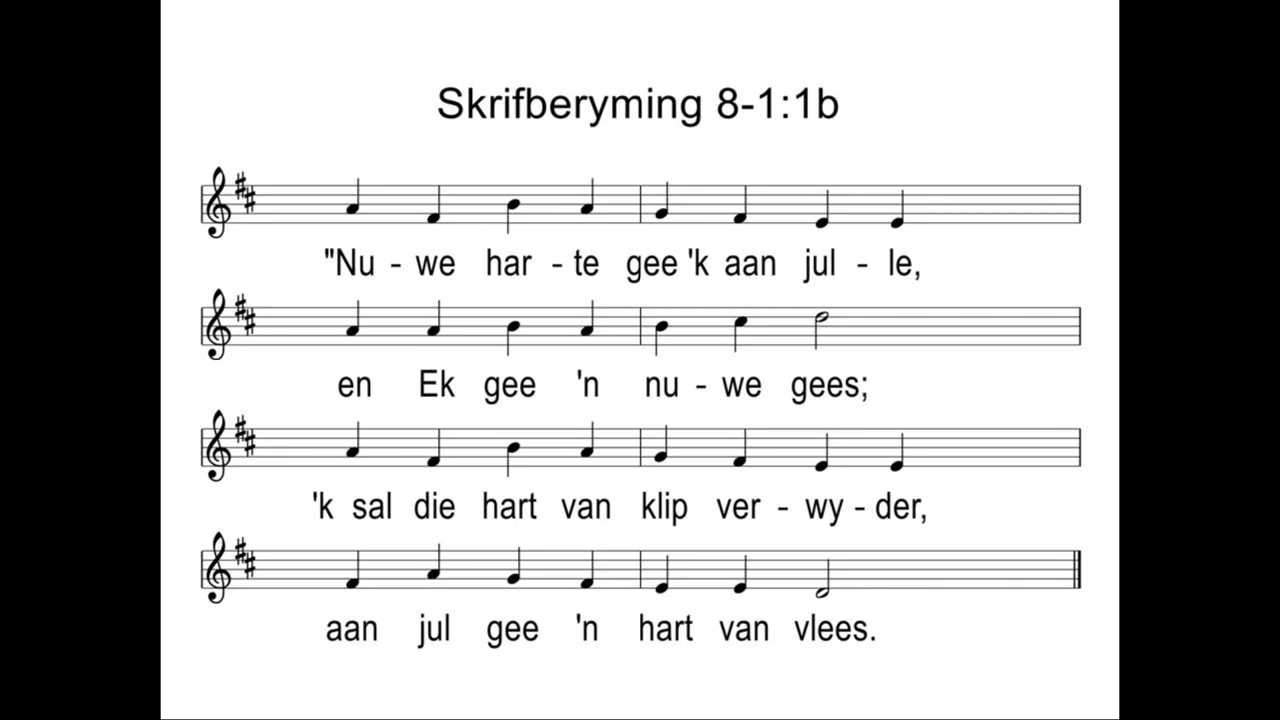 Skrifberyming 8-1:1b
"Nu - we har - te gee 'k aan jul - le,
en Ek gee 'n nu - we gees;
'k sal die hart van klip ver - wy - der,
aan jul gee 'n hart van vlees.